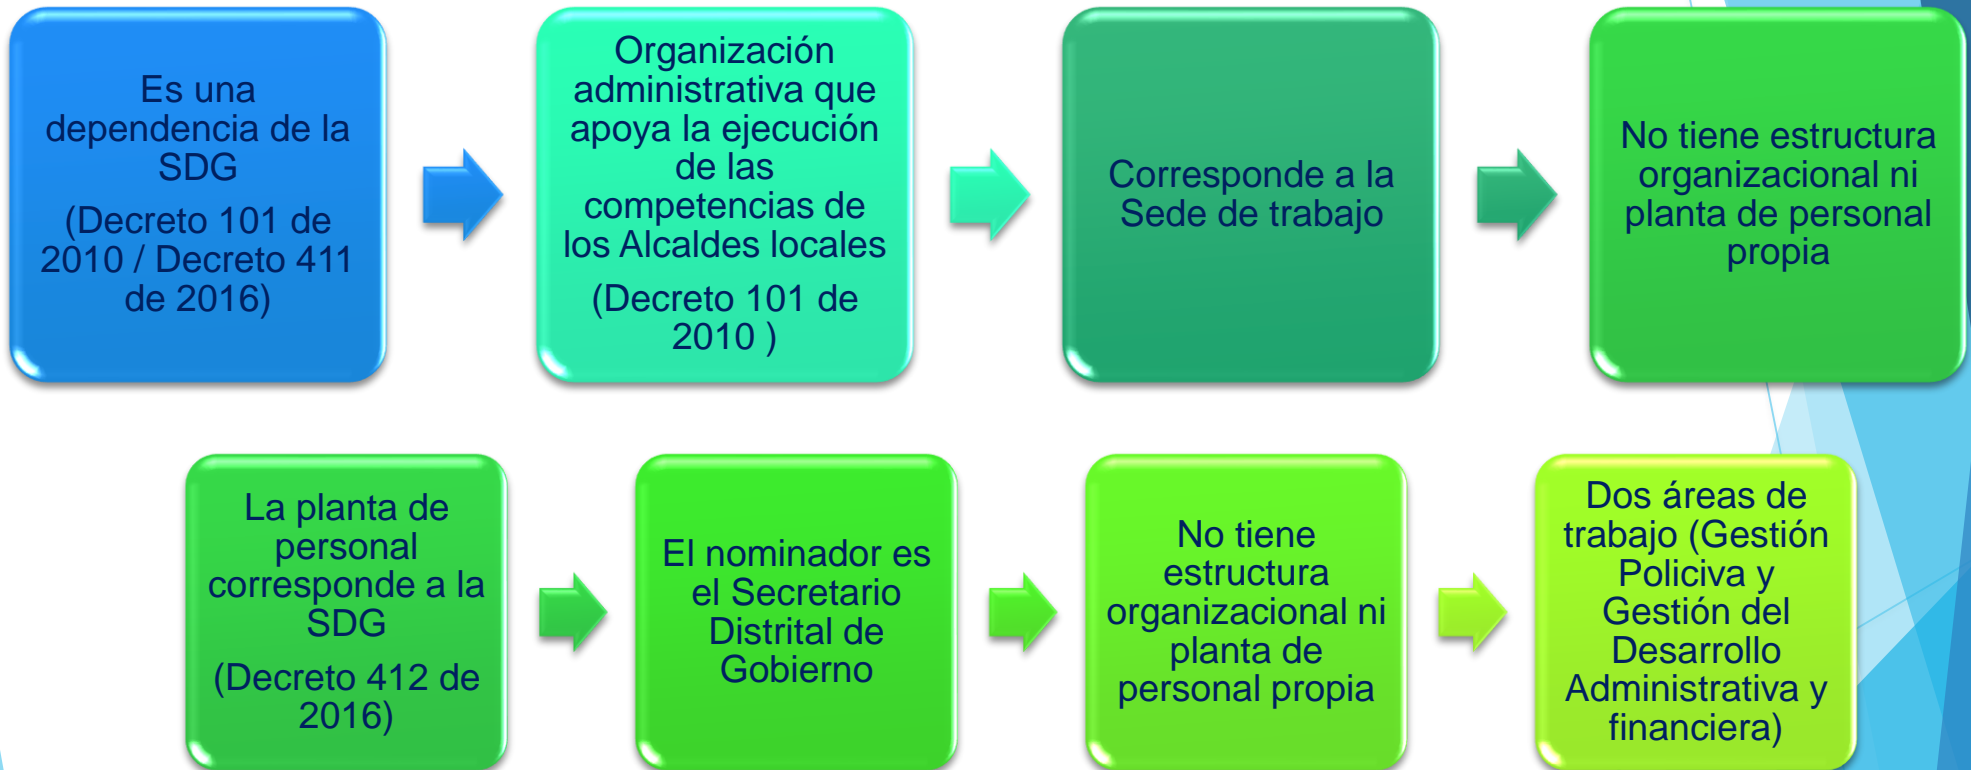 Es una
dependencia de la
SDG
(Decreto 101 de
2010 / Decreto 411
de 2016)
Organización
administrativa que
apoya la ejecución
de las
competencias de
los Alcaldes locales
(Decreto 101 de
2010 )
Corresponde a la
Sede de trabajo
No tiene estructura
organizacional ni
planta de personal
propia
La planta de
personal
corresponde a la
SDG
(Decreto 412 de
2016)
El nominador es
el Secretario
Distrital de
Gobierno
No tiene
estructura
organizacional ni
planta de
personal propia
Dos áreas de
trabajo (Gestión
Policiva y
Gestión del
Desarrollo
Administrativa y
financiera)